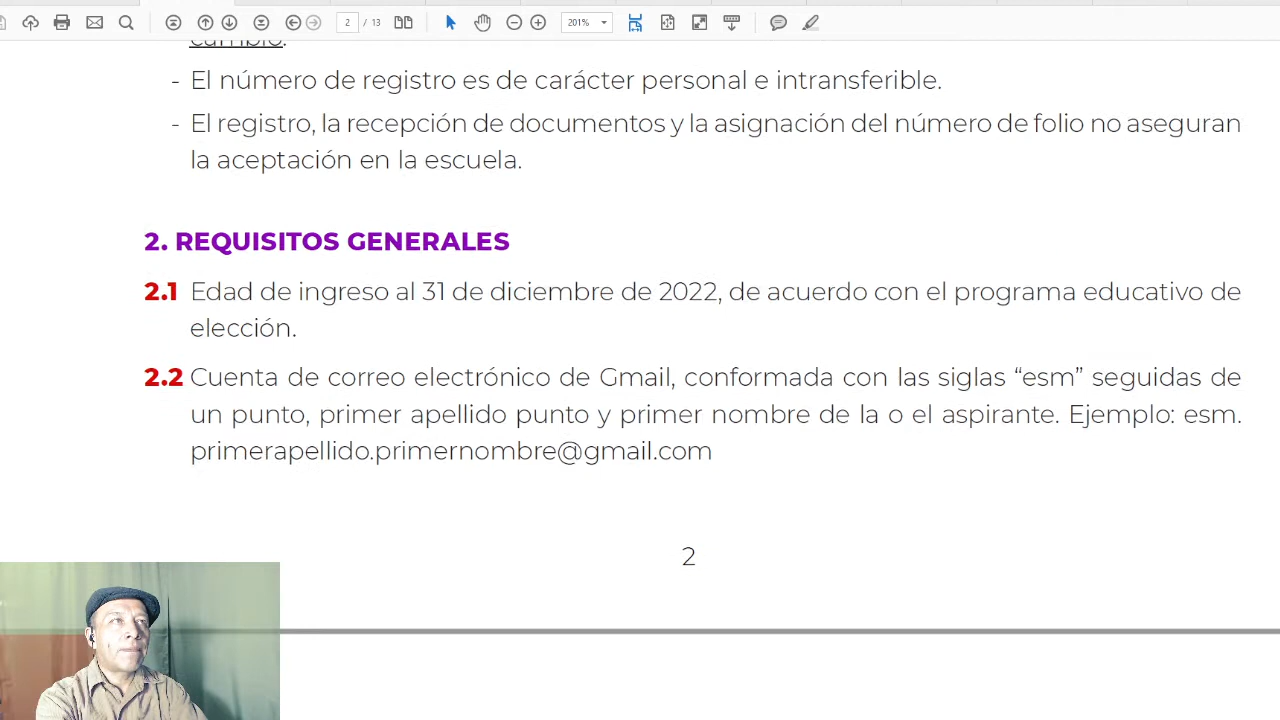 2 / 13
201%
cambio.
- El número de registro es de carácter personal e intransferible.
- El registro, la recepción de documentos y la asignación del número de folio no aseguran
la aceptación en la escuela.
2. REQUISITOS GENERALES
2.1 Edad de ingreso al 31 de diciembre de 2022, de acuerdo con el programa educativo de
elección.
2.2 Cuenta de correo electrónico de Gmail, conformada con las siglas “esm” seguidas de
un punto, primer apellido punto y primer nombre de la o el aspirante. Ejemplo: esm.
primerapellido.primernombre@gmail.com
2